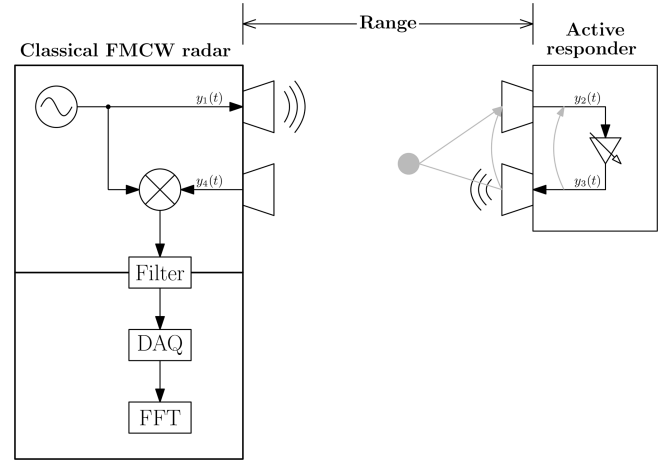 Range
Active
responder
Classical FMCW radar
y₁(t)
y₂(t)
y₄(t)
y₃(t)
Filter
DAQ
FFT